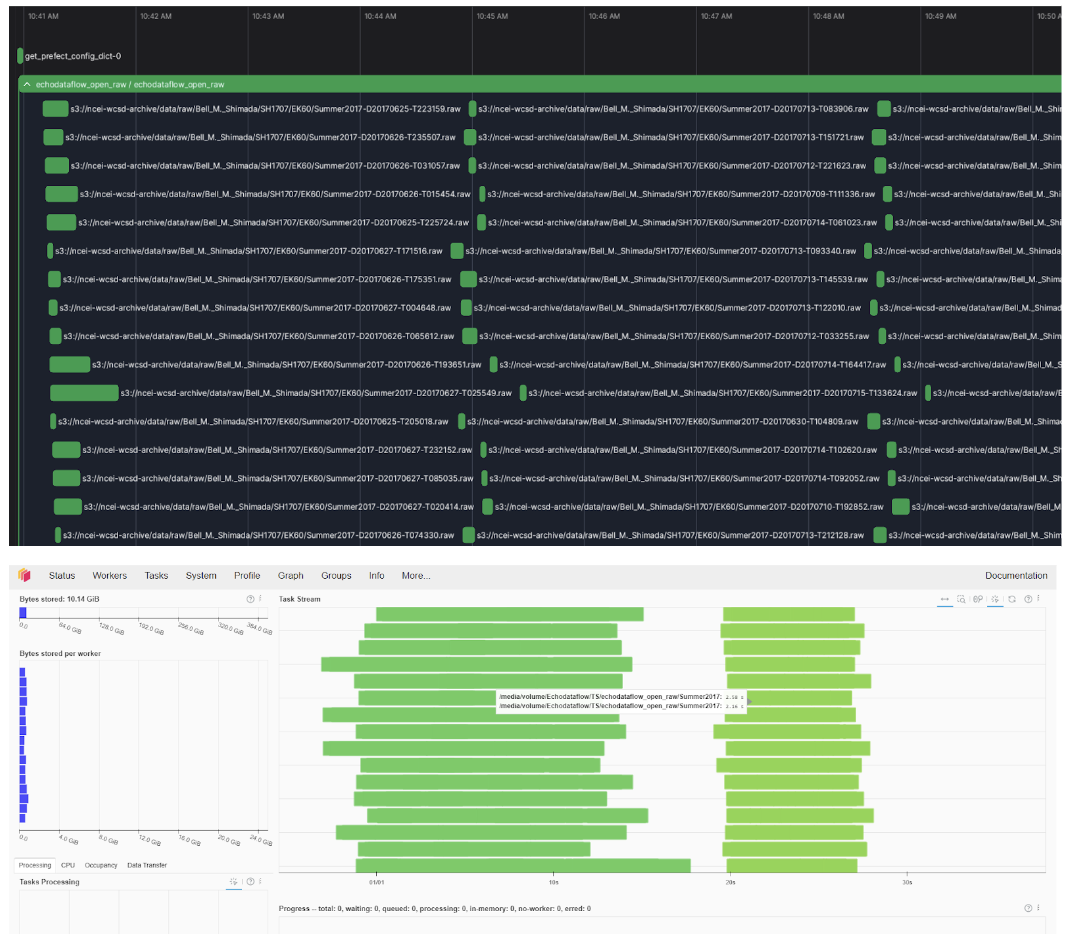 10:41 AM 10:42 AM 10:43 AM 10:44 AM 10:45 AM 10:46 AM 10:47 AM 10:48 AM 10:49 AM 10:50 A
get_prefect_config_dict-0
echodataflow_open_raw / echodataflow_open_raw
s3://ncei-wcsd-archive/data/raw/Bell_M._Shimada/SH1707/EK60/Summer2017-D20170625-T223159.raw s3://ncei-wcsd-archive/data/raw/Bell_M._Shimada/SH1707/EK60/Summer2017-D20170713-T083906.raw s3://ncei-wcsd-archive/data/raw/Bell_M._Shi
s3://ncei-wcsd-archive/data/raw/Bell_M._Shimada/SH1707/EK60/Summer2017-D20170626-T235507.raw s3://ncei-wcsd-archive/data/raw/Bell_M._Shimada/SH1707/EK60/Summer2017-D20170713-T151721.raw s3://ncei-wcsd-archive/data/raw/Bell_M._Shim
s3://ncei-wcsd-archive/data/raw/Bell_M._Shimada/SH1707/EK60/Summer2017-D20170626-T031057.raw s3://ncei-wcsd-archive/data/raw/Bell_M._Shimada/SH1707/EK60/Summer2017-D20170712-T221623.raw s3://ncei-wcsd-archive/data/raw/Bell_M._Shim
s3://ncei-wcsd-archive/data/raw/Bell_M._Shimada/SH1707/EK60/Summer2017-D20170626-T015454.raw s3://ncei-wcsd-archive/data/raw/Bell_M._Shimada/SH1707/EK60/Summer2017-D20170709-T111336.raw s3://ncei-wcsd-archive/data/raw/Bell_M._Sh
s3://ncei-wcsd-archive/data/raw/Bell_M._Shimada/SH1707/EK60/Summer2017-D20170625-T225724.raw s3://ncei-wcsd-archive/data/raw/Bell_M._Shimada/SH1707/EK60/Summer2017-D20170714-T061023.raw s3://ncei-wcsd-archive/data/raw/Bell_M._Sh
s3://ncei-wcsd-archive/data/raw/Bell_M._Shimada/SH1707/EK60/Summer2017-D20170627-T171516.raw s3://ncei-wcsd-archive/data/raw/Bell_M._Shimada/SH1707/EK60/Summer2017-D20170713-T093340.raw s3://ncei-wcsd-archive/data/raw/Bell_M._Shimada
s3://ncei-wcsd-archive/data/raw/Bell_M._Shimada/SH1707/EK60/Summer2017-D20170626-T175351.raw s3://ncei-wcsd-archive/data/raw/Bell_M._Shimada/SH1707/EK60/Summer2017-D20170713-T145539.raw s3://ncei-wcsd-archive/data/raw/Bell_M._Shim
s3://ncei-wcsd-archive/data/raw/Bell_M._Shimada/SH1707/EK60/Summer2017-D20170627-T004648.raw s3://ncei-wcsd-archive/data/raw/Bell_M._Shimada/SH1707/EK60/Summer2017-D20170713-T122010.raw s3://ncei-wcsd-archive/data/raw/Bell_M._Shima
s3://ncei-wcsd-archive/data/raw/Bell_M._Shimada/SH1707/EK60/Summer2017-D20170626-T065612.raw s3://ncei-wcsd-archive/data/raw/Bell_M._Shimada/SH1707/EK60/Summer2017-D20170712-T033255.raw s3://ncei-wcsd-archive/data/raw/Bell_M._Shim
s3://ncei-wcsd-archive/data/raw/Bell_M._Shimada/SH1707/EK60/Summer2017-D20170626-T193651.raw s3://ncei-wcsd-archive/data/raw/Bell_M._Shimada/SH1707/EK60/Summer2017-D20170714-T164417.raw s3://ncei-wcsd-archive/data/raw/Bell_M._S
s3://ncei-wcsd-archive/data/raw/Bell_M._Shimada/SH1707/EK60/Summer2017-D20170627-T025549.raw s3://ncei-wcsd-archive/data/raw/Bell_M._Shimada/SH1707/EK60/Summer2017-D20170715-T133624.raw s3://ncei-wcsd-archive/data/raw/B
s3://ncei-wcsd-archive/data/raw/Bell_M._Shimada/SH1707/EK60/Summer2017-D20170625-T205018.raw s3://ncei-wcsd-archive/data/raw/Bell_M._Shimada/SH1707/EK60/Summer2017-D20170630-T104809.raw s3://ncei-wcsd-archive/data/raw/Bell_M._Shima
s3://ncei-wcsd-archive/data/raw/Bell_M._Shimada/SH1707/EK60/Summer2017-D20170627-T232152.raw s3://ncei-wcsd-archive/data/raw/Bell_M._Shimada/SH1707/EK60/Summer2017-D20170714-T102620.raw s3://ncei-wcsd-archive/data/raw/Bell_M._Sh
s3://ncei-wcsd-archive/data/raw/Bell_M._Shimada/SH1707/EK60/Summer2017-D20170627-T085035.raw s3://ncei-wcsd-archive/data/raw/Bell_M._Shimada/SH1707/EK60/Summer2017-D20170714-T092052.raw s3://ncei-wcsd-archive/data/raw/Bell_M._Sh
s3://ncei-wcsd-archive/data/raw/Bell_M._Shimada/SH1707/EK60/Summer2017-D20170627-T020414.raw s3://ncei-wcsd-archive/data/raw/Bell_M._Shimada/SH1707/EK60/Summer2017-D20170710-T192852.raw s3://ncei-wcsd-archive/data/raw/Bell_M
s3://ncei-wcsd-archive/data/raw/Bell_M._Shimada/SH1707/EK60/Summer2017-D20170626-T074330.raw s3://ncei-wcsd-archive/data/raw/Bell_M._Shimada/SH1707/EK60/Summer2017-D20170713-T212128.raw s3://ncei-wcsd-archive/data/raw/Bell_M._Shim
Status Workers Tasks System Profile Graph Groups Info More... Documentation
Bytes stored: 10.14 GiB
0.0 64.0 GiB 128.0 GiB 192.0 GiB 256.0 GiB 320.0 GiB 384.0 GiB
Bytes stored per worker
0.0 4.0 GiB 8.0 GiB 12.0 GiB 16.0 GiB 20.0 GiB 24.0 GiB
Processing CPU Occupancy Data Transfer
Tasks Processing
Task Stream
/media/volume/Echodataflow/TS/echodataflow_open_raw/Summer2017: 2.58 s
/media/volume/Echodataflow/TS/echodataflow_open_raw/Summer2017: 2.16 s
01/01 10s 20s 30s
Progress -- total: 0, waiting: 0, queued: 0, processing: 0, in-memory: 0, no-worker: 0, erred: 0